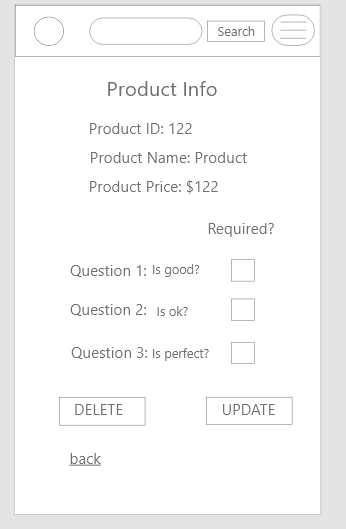 Search
Product Info
Product ID: 122
Product Name: Product
Product Price: $122
Required?
Question 1: Is good?
Question 2: Is ok?
Question 3: Is perfect?
DELETE UPDATE
back